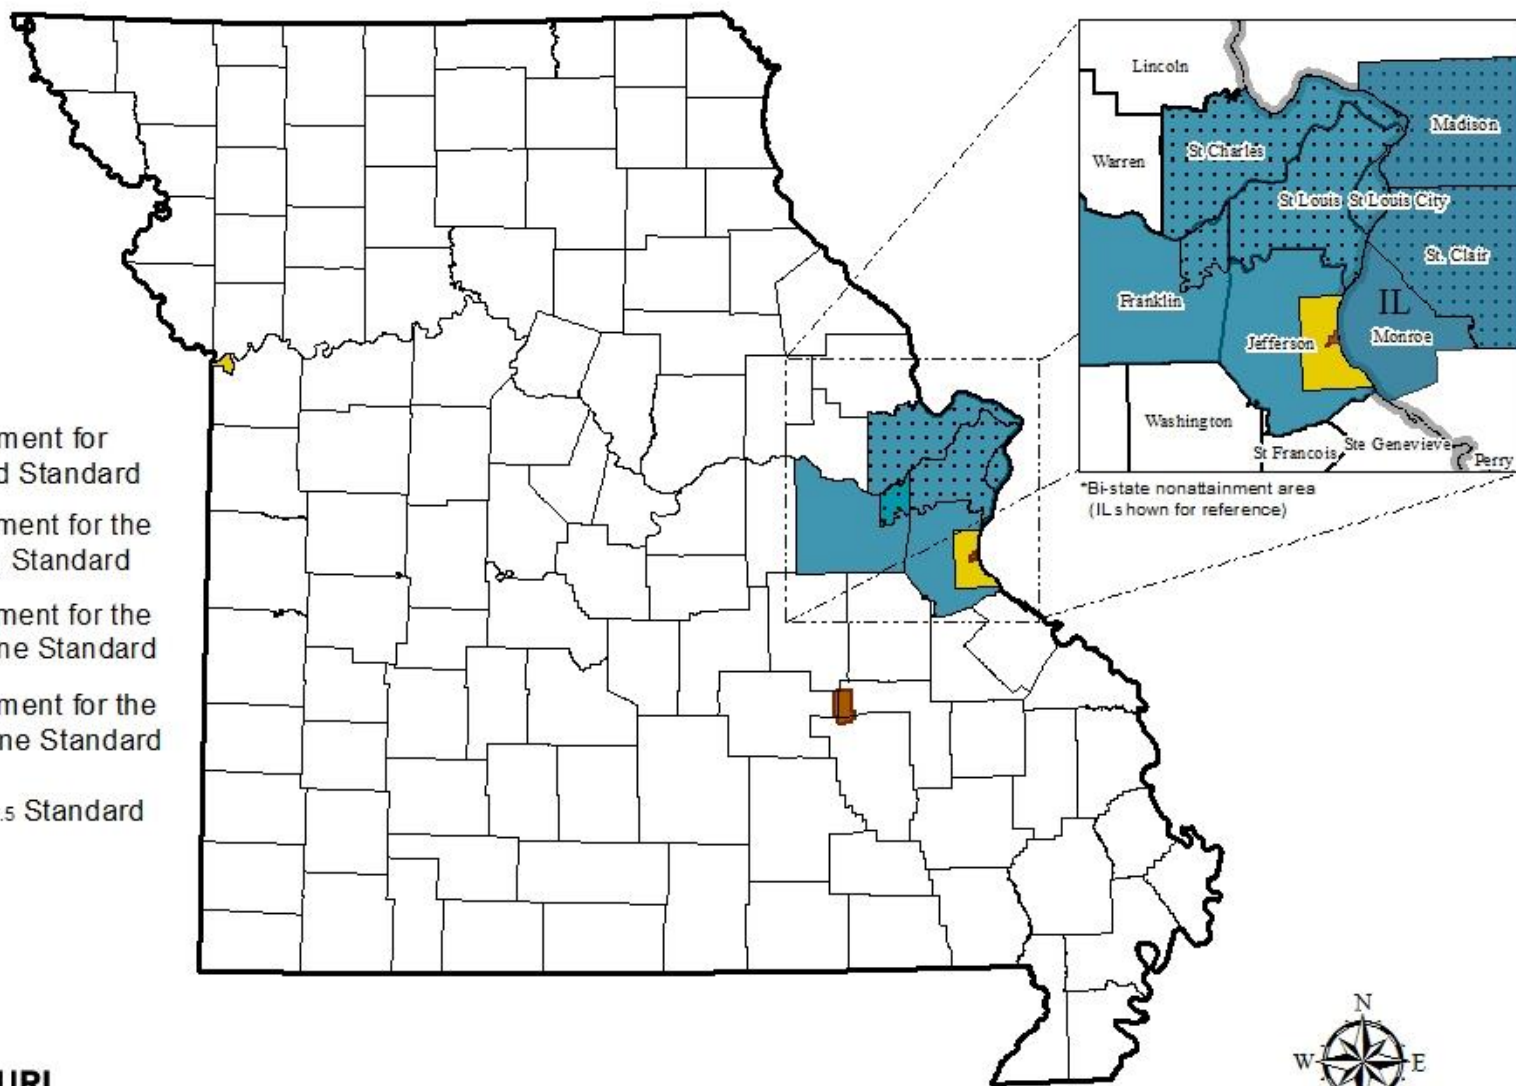 Lincoln
Madison
Warren
St Charles
St Louis
St Louis City
St. Clair
Franklin
IL
Jefferson
Monroe
Washington
St Francois
Ste Genevieve
Perry
*Bi-state nonattainment area
(IL shown for reference)
ment for
d Standard
ment for the
Standard
ment for the
ne Standard
ment for the
ne Standard
.5 Standard
N
W
E
URI